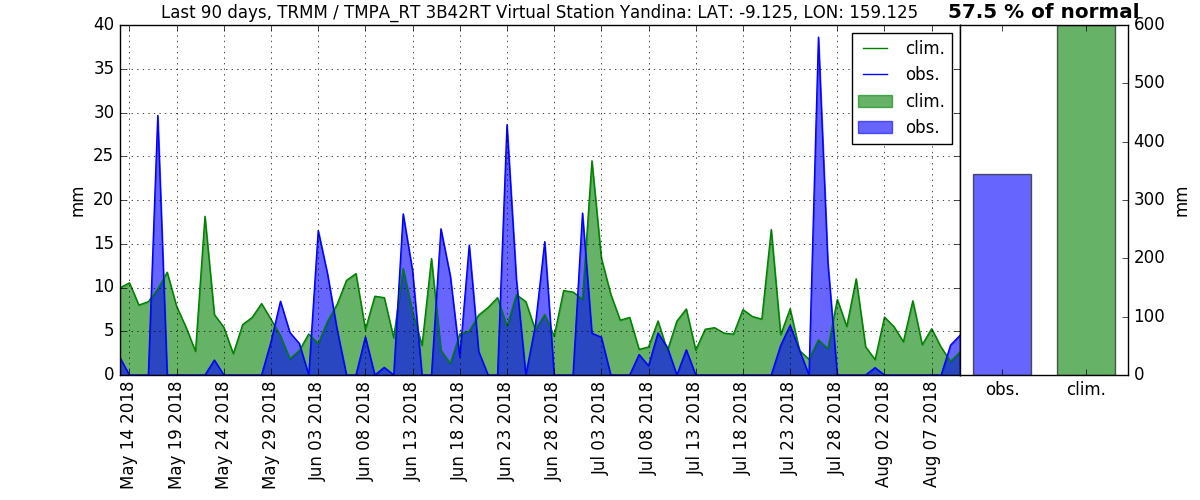 Last 90 days, TRMM / TMPA_RT 3B42RT Virtual Station Yandina: LAT: -9.125, LON: 159.125
57.5 % of normal
40
35
30
25
20
15
10
5
0
mm
clim.
obs.
clim.
obs.
600
500
400
300
200
100
0
mm
May 14 2018
May 19 2018
May 24 2018
May 29 2018
Jun 03 2018
Jun 08 2018
Jun 13 2018
Jun 18 2018
Jun 23 2018
Jun 28 2018
Jul 03 2018
Jul 08 2018
Jul 13 2018
Jul 18 2018
Jul 23 2018
Jul 28 2018
Aug 02 2018
Aug 07 2018
obs.
clim.